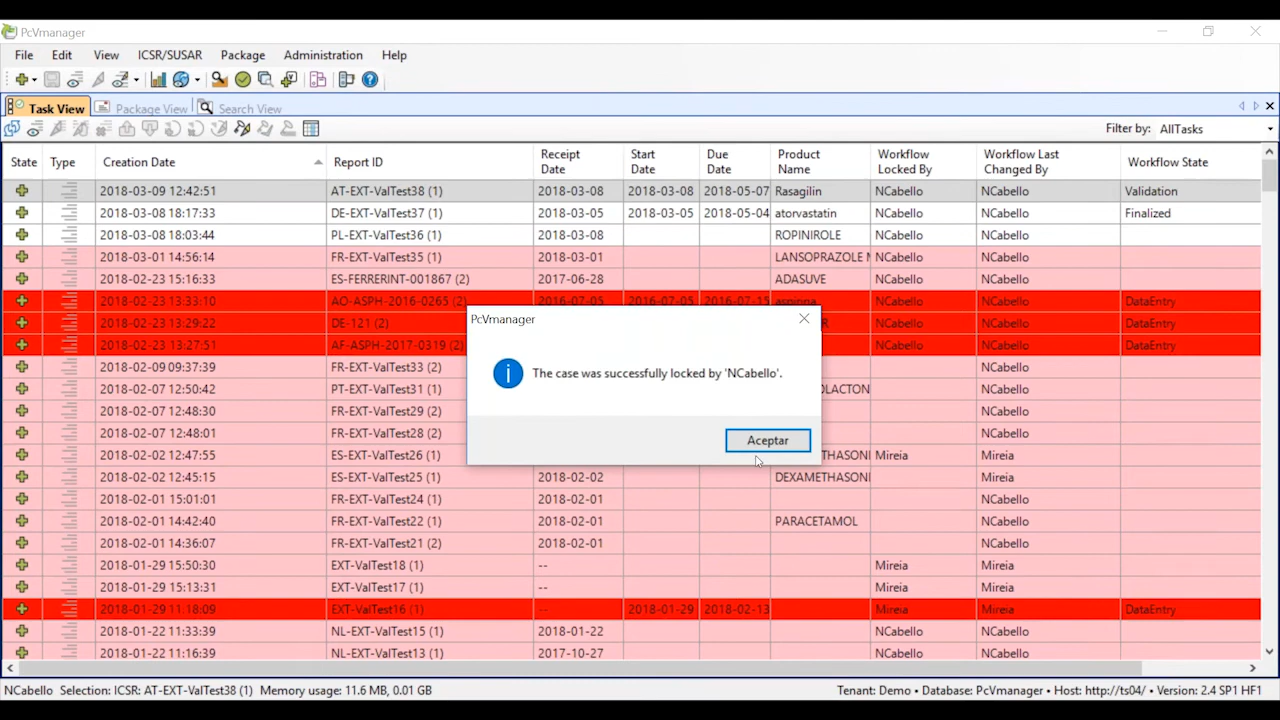 PcVmanager
File Edit View ICSR/SUSAR Package Administration Help
Task View Package View Search View
Filter by: AllTasks
State Type Creation Date Report ID Receipt Date Start Date Due Date Product Name Workflow Locked By Workflow Last Changed By Workflow State
2018-03-09 12:42:51 AT-EXT-ValTest38 (1) 2018-03-08 2018-03-08 2018-05-07 Rasagilin NCabello NCabello Validation
2018-03-08 18:17:33 DE-EXT-ValTest37 (1) 2018-03-05 2018-03-05 2018-05-04 atorvastatin NCabello NCabello Finalized
2018-03-08 18:03:44 PL-EXT-ValTest36 (1) 2018-03-08 ROPINIROLE NCabello NCabello
2018-03-01 14:56:14 FR-EXT-ValTest35 (1) 2018-03-01 LANSOPRAZOLE NCabello NCabello
2018-02-23 15:16:33 ES-FERRERINT-001867 (2) 2017-06-28 ADASUVE NCabello NCabello
2018-02-23 13:33:10 AO-ASPH-2016-0265 (2) 2016-07-05 2016-07-05 2016-07-15 NCabello NCabello DataEntry
2018-02-23 13:29:22 DE-121 (2) R NCabello NCabello DataEntry
2018-02-23 13:27:51 AF-ASPH-2017-0319 (2) NCabello NCabello DataEntry
2018-02-09 09:37:39 FR-EXT-ValTest33 (2) NCabello NCabello
2018-02-07 12:50:42 PT-EXT-ValTest31 (1) LACTON NCabello NCabello
2018-02-07 12:48:30 FR-EXT-ValTest29 (2) NCabello
2018-02-07 12:48:01 FR-EXT-ValTest28 (2) NCabello
2018-02-02 12:47:55 ES-EXT-ValTest26 (1) THASON Mireia Mireia
2018-02-02 12:45:15 ES-EXT-ValTest25 (1) 2018-02-02 DEXAMETHASON Mireia
2018-02-01 15:01:01 FR-EXT-ValTest24 (1) 2018-02-01 NCabello
2018-02-01 14:42:40 FR-EXT-ValTest22 (1) 2018-02-01 PARACETAMOL NCabello
2018-02-01 14:36:07 FR-EXT-ValTest21 (2) 2018-02-01 NCabello
2018-01-29 15:50:30 EXT-ValTest18 (1) -- Mireia Mireia
2018-01-29 15:13:31 EXT-ValTest17 (1) -- Mireia Mireia
2018-01-29 11:18:09 EXT-ValTest16 (1) -- 2018-01-29 2018-02-13 Mireia Mireia DataEntry
2018-01-22 11:33:39 NL-EXT-ValTest15 (1) 2018-01-22 NCabello NCabello
2018-01-22 11:16:39 NL-EXT-ValTest13 (1) 2017-10-27 NCabello NCabello
PcVmanager
The case was successfully locked by 'NCabello'.
Aceptar
NCabello Selection: ICSR: AT-EXT-ValTest38 (1) Memory usage: 11.6 MB, 0.01 GB
Tenant: Demo • Database: PcVmanager • Host: http://ts04/ • Version: 2.4 SP1 HF1